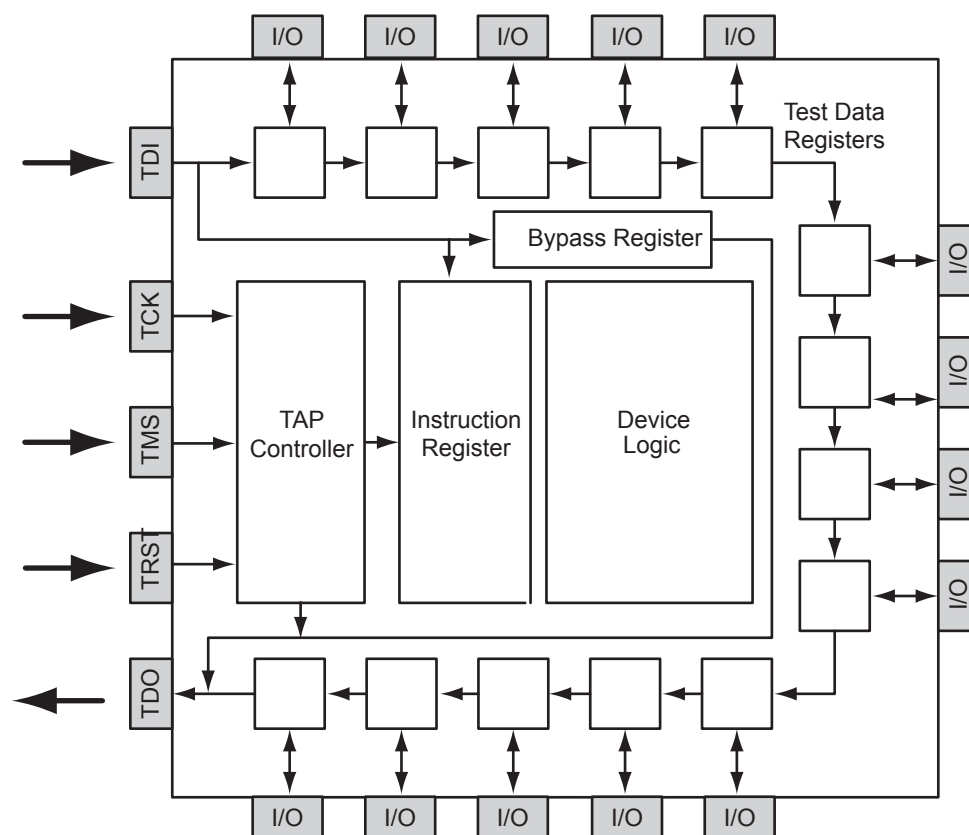 I/O I/O I/O I/O I/O
TDI
Test Data
Registers
Bypass Register
I/O
TCK
I/O
TMS
TAP
Controller
Instruction
Register
Device
Logic
I/O
TRST
I/O
TDO
I/O I/O I/O I/O I/O